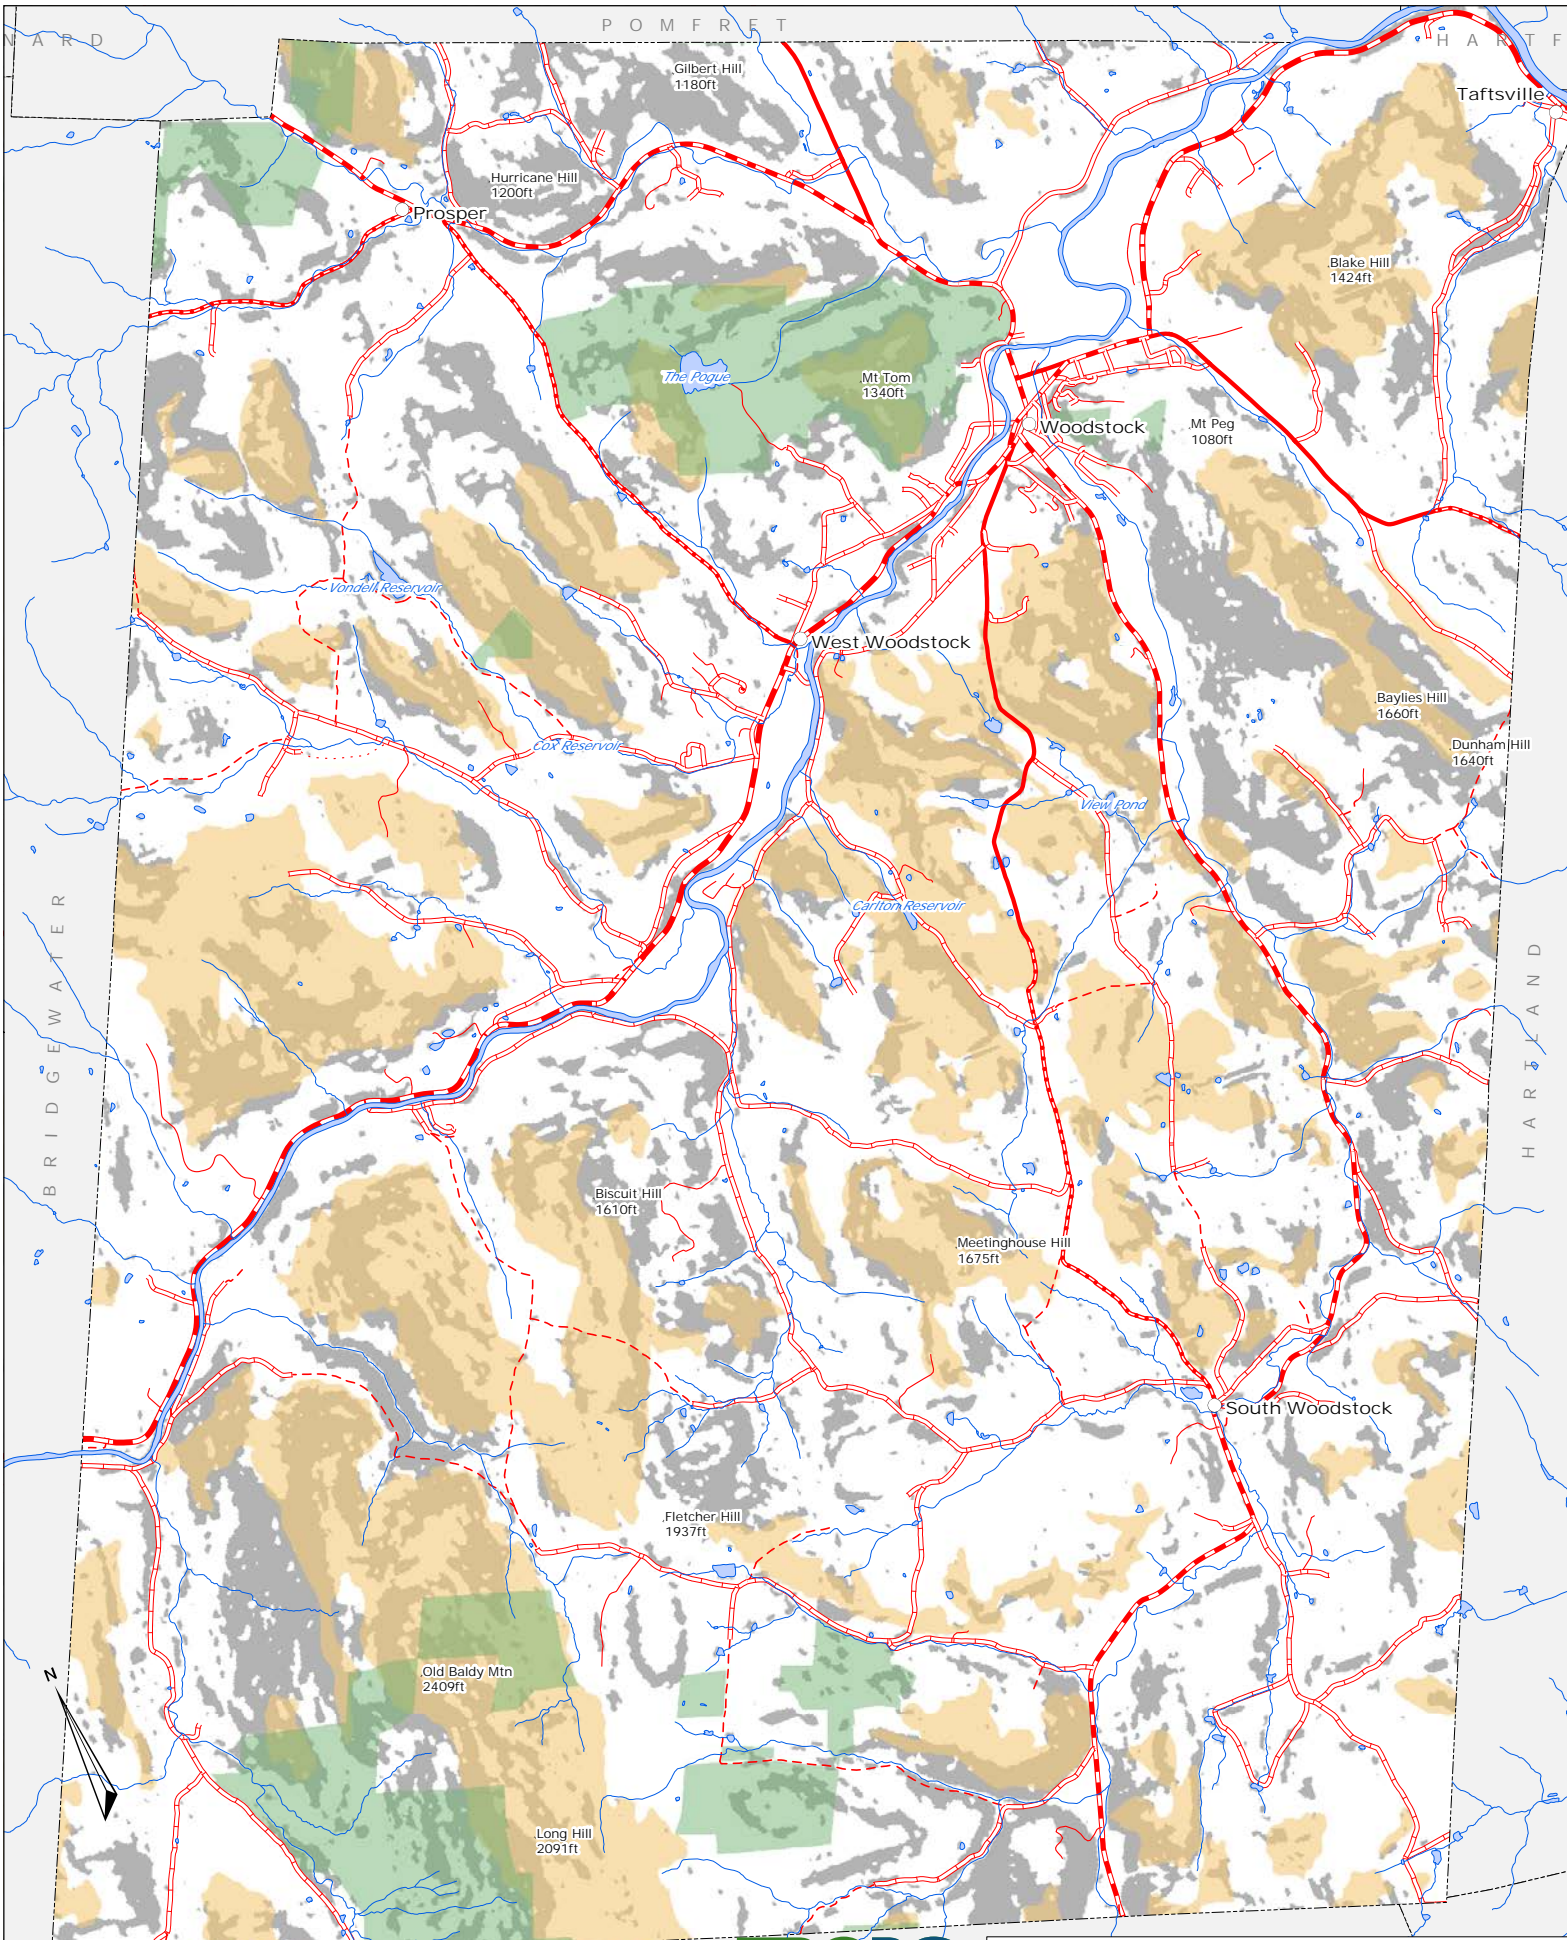 POMFRET
NARD
HARTF
Gilbert Hill
1180ft
Taftsville
Hurricane Hill
1200ft
Prosper
Blake Hill
1424ft
The Pogue
Mt Tom
1340ft
Woodstock
Mt Peg
1080ft
Vondell Reservoir
West Woodstock
Baylies Hill
1660ft
Dunham Hill
1640ft
Cox Reservoir
View Pond
Carlton Reservoir
BRIDGEWATER
HARTLAND
Biscuit Hill
1610ft
Meetinghouse Hill
1675ft
South Woodstock
Fletcher Hill
1937ft
N
Old Baldy Mtn
2409ft
Long Hill
2091ft